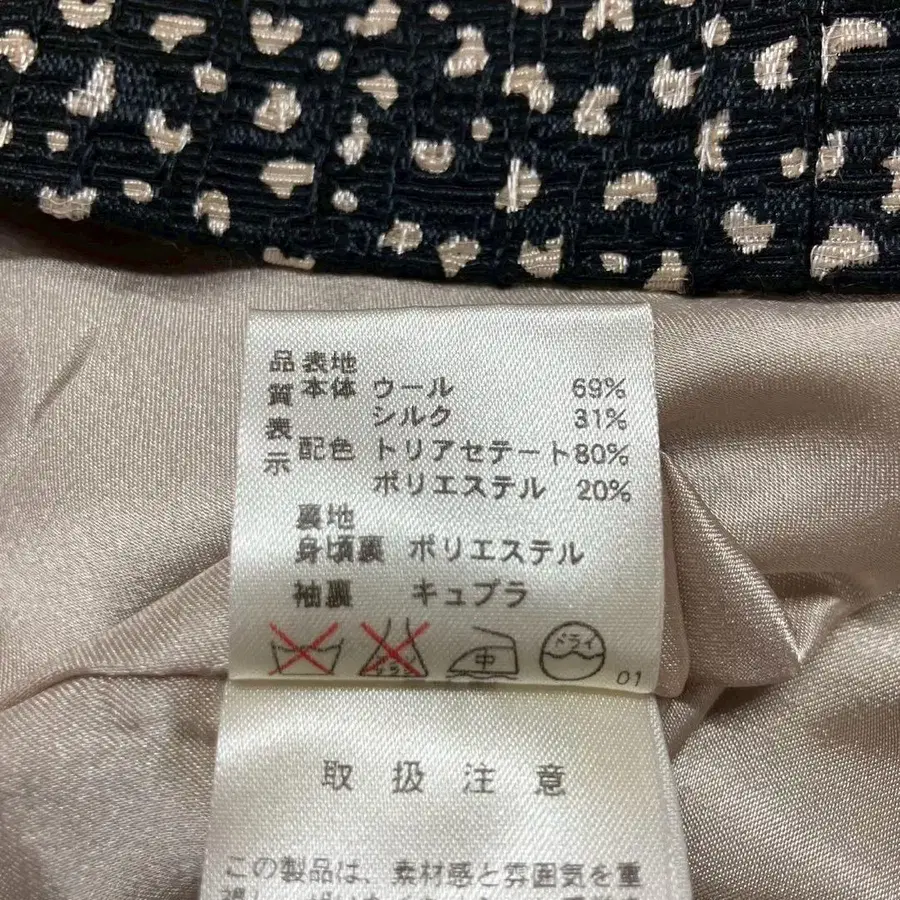 品質表示
表地
本体 ウール 69%
シルク 31%
配色 トリアセテート80%
ポリエステル 20%
裏地
身頃裏 ポリエステル
袖裏 キュプラ
エンソ
中
ドライ
01
取扱注意
この製品は、素材感と雰囲気を重